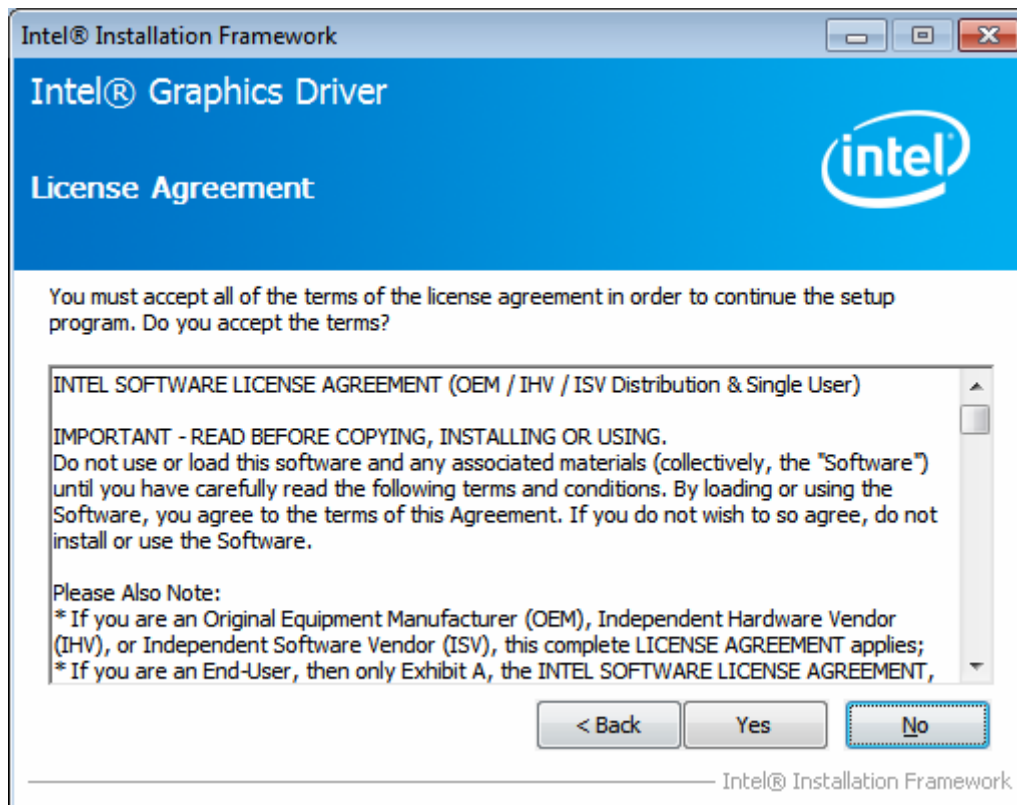 Intel® Installation Framework
Intel® Graphics Driver
intel
License Agreement
You must accept all of the terms of the license agreement in order to continue the setup
program. Do you accept the terms?
INTEL SOFTWARE LICENSE AGREEMENT (OEM / IHV / ISV Distribution & Single User)
IMPORTANT - READ BEFORE COPYING, INSTALLING OR USING.
Do not use or load this software and any associated materials (collectively, the "Software")
until you have carefully read the following terms and conditions. By loading or using the
Software, you agree to the terms of this Agreement. If you do not wish to so agree, do not
install or use the Software.
Please Also Note:
* If you are an Original Equipment Manufacturer (OEM), Independent Hardware Vendor
(IHV), or Independent Software Vendor (ISV), this complete LICENSE AGREEMENT applies;
* If you are an End-User, then only Exhibit A, the INTEL SOFTWARE LICENSE AGREEMENT,
< Back
Yes
No
Intel® Installation Framework